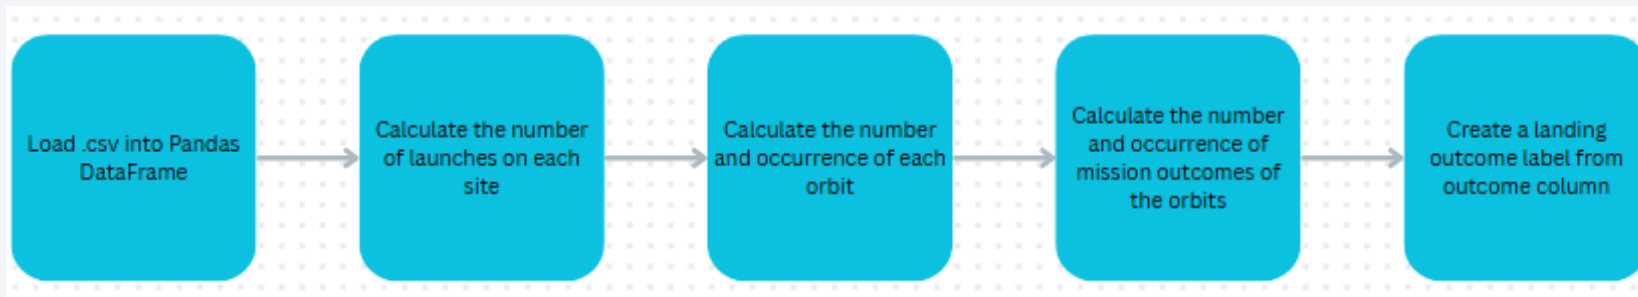 Load .csv into Pandas
DataFrame
Calculate the number
of launches on each
site
Calculate the number
and occurrence of each
orbit
Calculate the number
and occurrence of
mission outcomes of
the orbits
Create a landing
outcome label from
outcome column